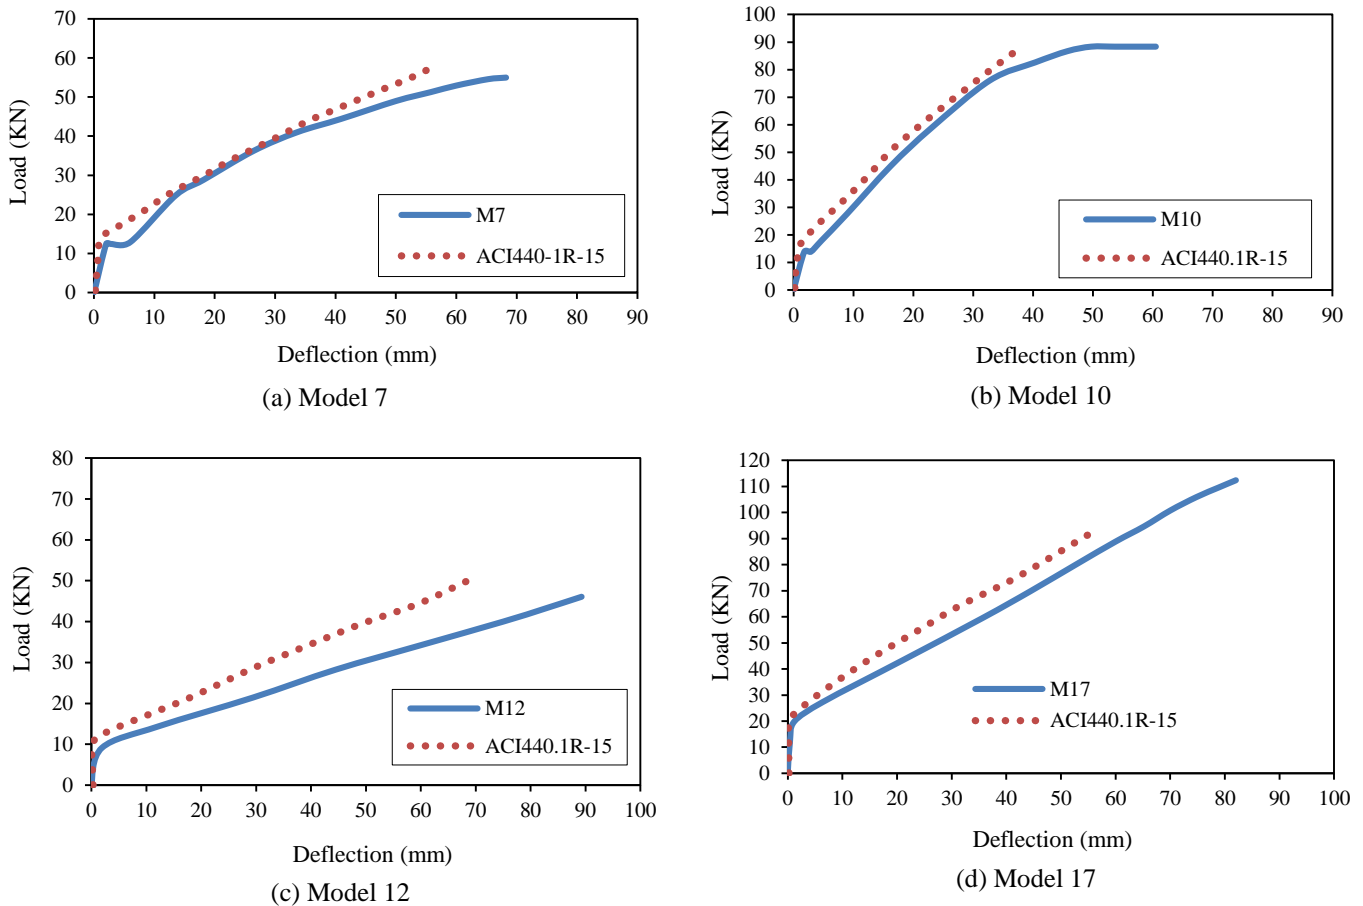 70
60
50
40
30
20
10
0
Load (KN)
M7
ACI440-1R-15
0 10 20 30 40 50 60 70 80 90
Deflection (mm)
(a) Model 7
100
90
80
70
60
50
40
30
20
10
0
Load (KN)
M10
ACI440.1R-15
0 10 20 30 40 50 60 70 80 90
Deflection (mm)
(b) Model 10
80
70
60
50
40
30
20
10
0
Load (KN)
M12
ACI440.1R-15
0 10 20 30 40 50 60 70 80 90 100
Deflection (mm)
(c) Model 12
120
110
100
90
80
70
60
50
40
30
20
10
0
Load (KN)
M17
ACI440.1R-15
0 10 20 30 40 50 60 70 80 90 100
Deflection (mm)
(d) Model 17